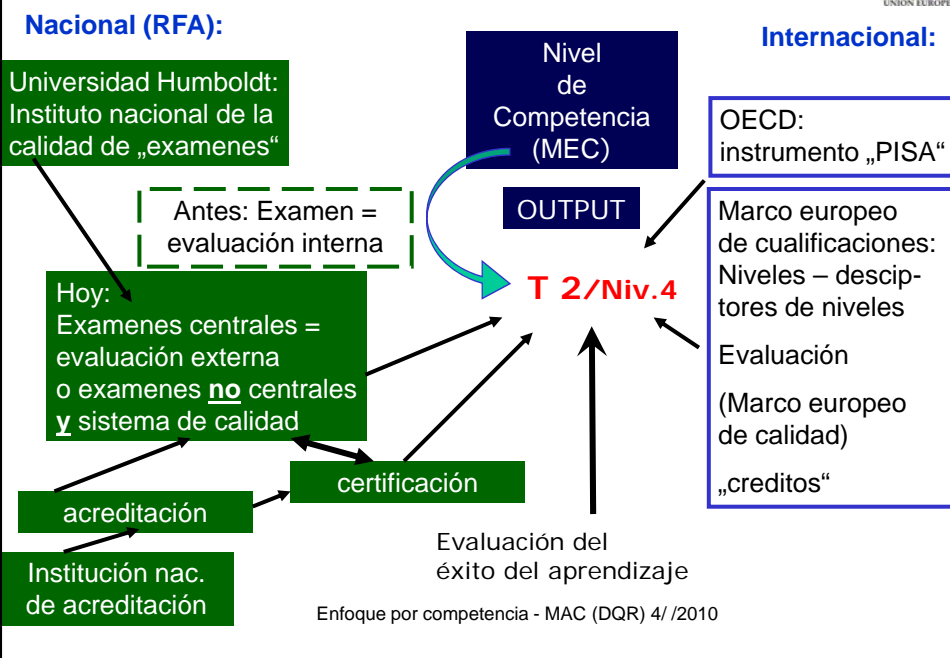 UNION EUROPE
Nacional (RFA):
Internacional:
Universidad Humboldt:
Instituto nacional de la
calidad de „examenes“
Nivel
de
Competencia
(MEC)
OECD:
instrumento „PISA“
Antes: Examen =
evaluación interna
OUTPUT
Marco europeo
de cualificaciones:
Niveles – descip-
tores de niveles
Evaluación
(Marco europeo
de calidad)
„creditos“
T 2/Niv.4
Hoy:
Examenes centrales =
evaluación externa
o examenes no centrales
y sistema de calidad
certificación
acreditación
Institución nac.
de acreditación
Evaluación del
éxito del aprendizaje
Enfoque por competencia - MAC (DQR) 4/ /2010